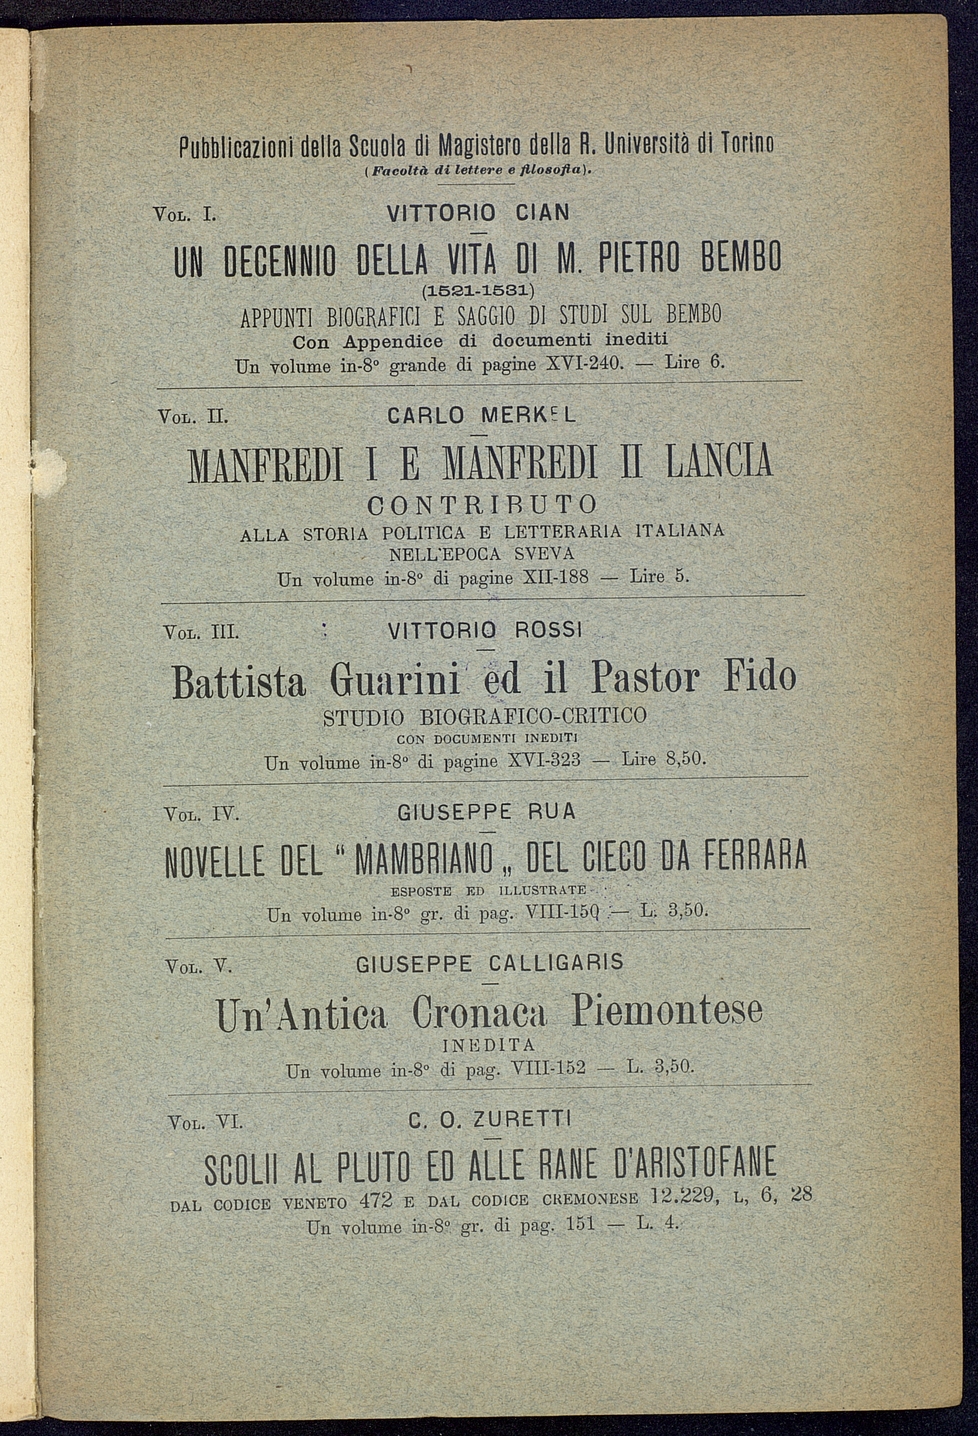 Pubblicazioni della Scuola di Magistero della R. Università di Torino
(Facoltà di lettere e filosofia).
VOL. I. VITTORIO CIAN
UN DECENNIO DELLA VITA DI M. PIETRO BEMBO
(1521-1531)
APPUNTI BIOGRAFICI E SAGGIO DI STUDI SUL BEMBO
Con Appendice di documenti inediti
Un volume in-8º grande di pagine XVI-240. — Lire 6.
VOL. II. CARLO MERKEL
MANFREDI I E MANFREDI II LANCIA
CONTRIBUTO
ALLA STORIA POLITICA E LETTERARIA ITALIANA
NELL'EPOCA SVEVA
Un volume in-8º di pagine XII-188 — Lire 5.
VOL. III. VITTORIO ROSSI
Battista Guarini ed il Pastor Fido
STUDIO BIOGRAFICO-CRITICO
CON DOCUMENTI INEDITI
Un volume in-8º di pagine XVI-323 — Lire 8,50.
VOL. IV. GIUSEPPE RUA
NOVELLE DEL “ MAMBRIANO „ DEL CIECO DA FERRARA
ESPOSTE ED ILLUSTRATE
Un volume in-8º gr. di pag. VIII-150 — L. 3,50.
VOL. V. GIUSEPPE CALLIGARIS
Un'Antica Cronaca Piemontese
INEDITA
Un volume in-8º di pag. VIII-152 — L. 3,50.
VOL. VI. C. O. ZURETTI
SCOLII AL PLUTO ED ALLE RANE D'ARISTOFANE
DAL CODICE VENETO 472 E DAL CODICE CREMONESE 12.229, L, 6, 28
Un volume in-8º gr. di pag. 151 — L. 4.